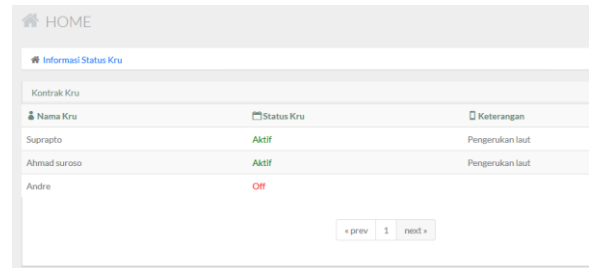 HOME
Informasi Status Kru
Kontrak Kru
Nama Kru Status Kru Keterangan
Suprapto Aktif Pengerukan laut
Ahmad suroso Aktif Pengerukan laut
Andre Off
« prev 1 next »